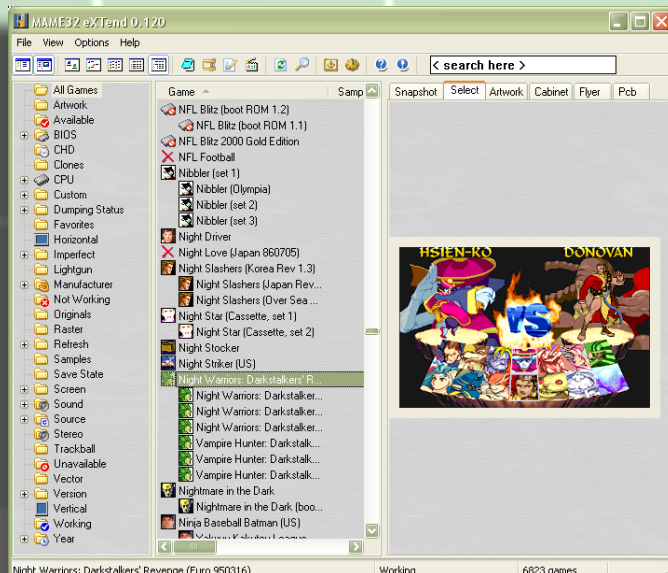 MAME32 eXTend 0.120
File View Options Help
< search here >
All Games
Artwork
Available
BIOS
CHD
Clones
CPU
Custom
Dumping Status
Favorites
Horizontal
Imperfect
Lightgun
Manufacturer
Not Working
Originals
Raster
Refresh
Samples
Save State
Screen
Sound
Source
Stereo
Trackball
Unavailable
Vector
Version
Vertical
Working
Year
Game Samp
NFL Blitz (boot ROM 1.2)
NFL Blitz (boot ROM 1.1)
NFL Blitz 2000 Gold Edition
NFL Football
Nibbler (set 1)
Nibbler (Olympia)
Nibbler (set 2)
Nibbler (set 3)
Night Driver
Night Love (Japan 860705)
Night Slashers (Korea Rev 1.3)
Night Slashers (Japan Rev...
Night Slashers (Over Sea ...
Night Star (Cassette, set 1)
Night Star (Cassette, set 2)
Night Stocker
Night Striker (US)
Night Warriors: Darkstalkers' R...
Night Warriors: Darkstalker...
Night Warriors: Darkstalker...
Night Warriors: Darkstalker...
Vampire Hunter: Darkstalk...
Vampire Hunter: Darkstalk...
Vampire Hunter: Darkstalk...
Nightmare in the Dark
Nightmare in the Dark (boo...
Ninja Baseball Batman (US)
Yakyuu Kakutou League
Snapshot Select Artwork Cabinet Flyer Pcb
HSIEN-KO DONOVAN
VS
Night Warriors: Darkstalkers' Revenge (Euro 950316) Working 6823 games